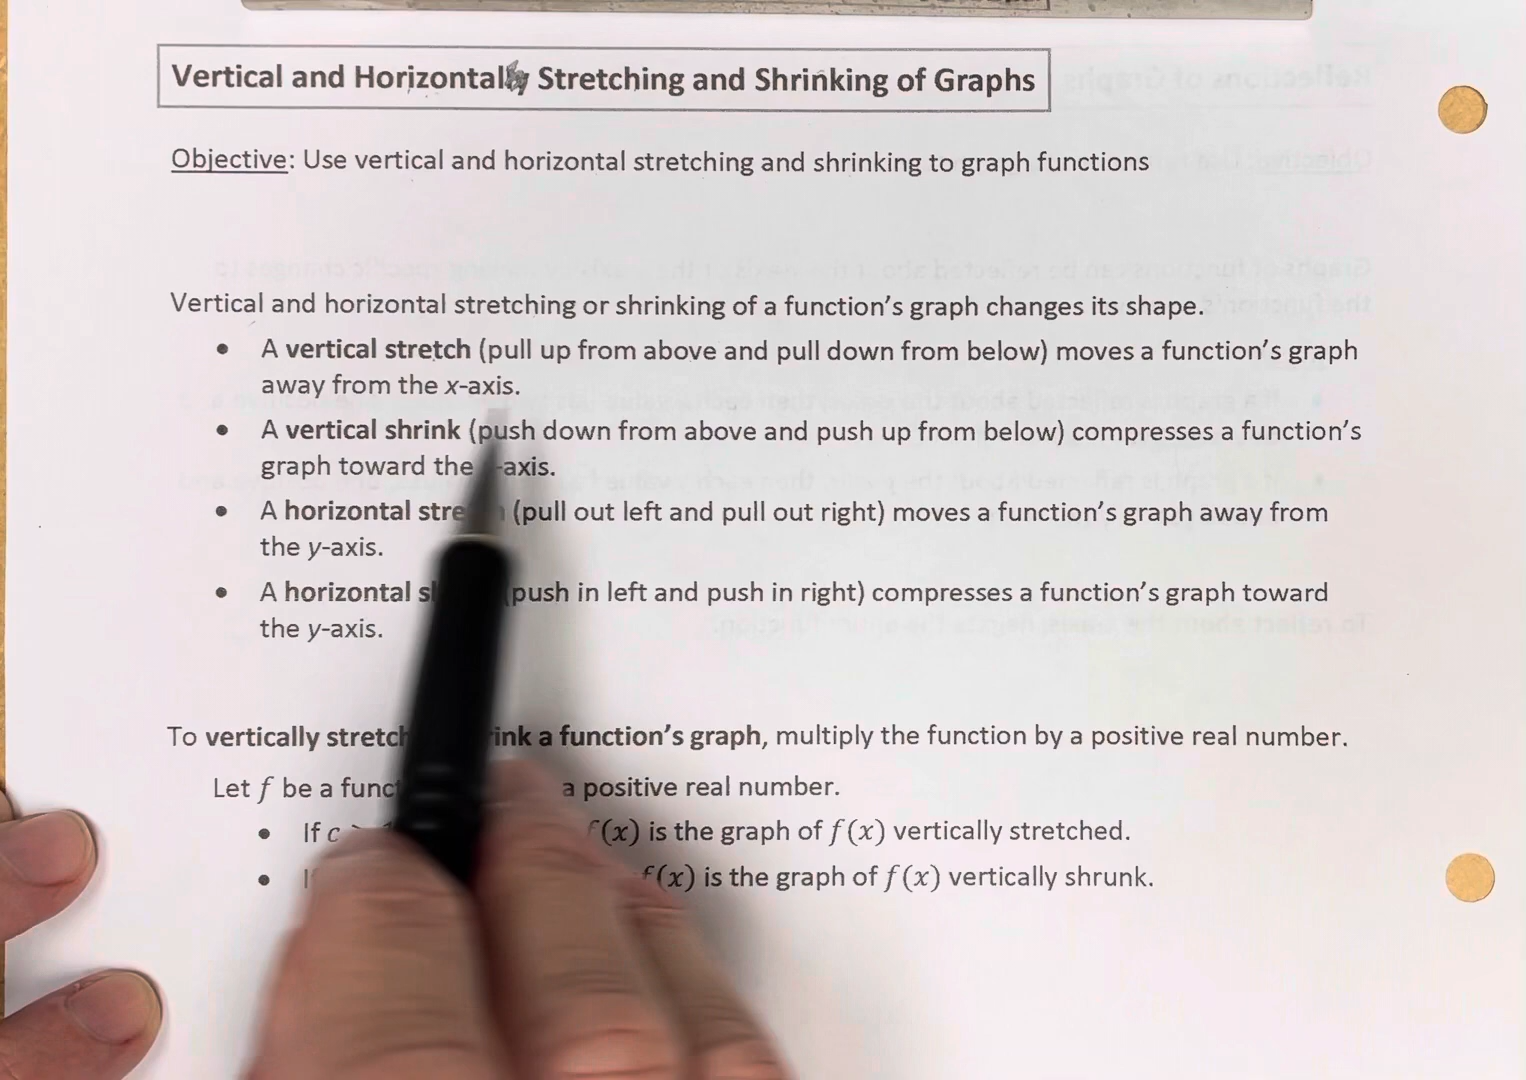 Vertical and Horizontal Stretching and Shrinking of Graphs
Objective: Use vertical and horizontal stretching and shrinking to graph functions
Vertical and horizontal stretching or shrinking of a function's graph changes its shape.
• A vertical stretch (pull up from above and pull down from below) moves a function's graph
away from the x-axis.
• A vertical shrink (push down from above and push up from below) compresses a function's
graph toward the -axis.
• A horizontal (pull out left and pull out right) moves a function's graph away from
the y-axis.
• A horizontal (push in left and push in right) compresses a function's graph toward
the y-axis.
To vertically a function's graph, multiply the function by a positive real number.
Let f be a a positive real number.
• If c f(x) is the graph of f(x) vertically stretched.
• f(x) is the graph of f(x) vertically shrunk.